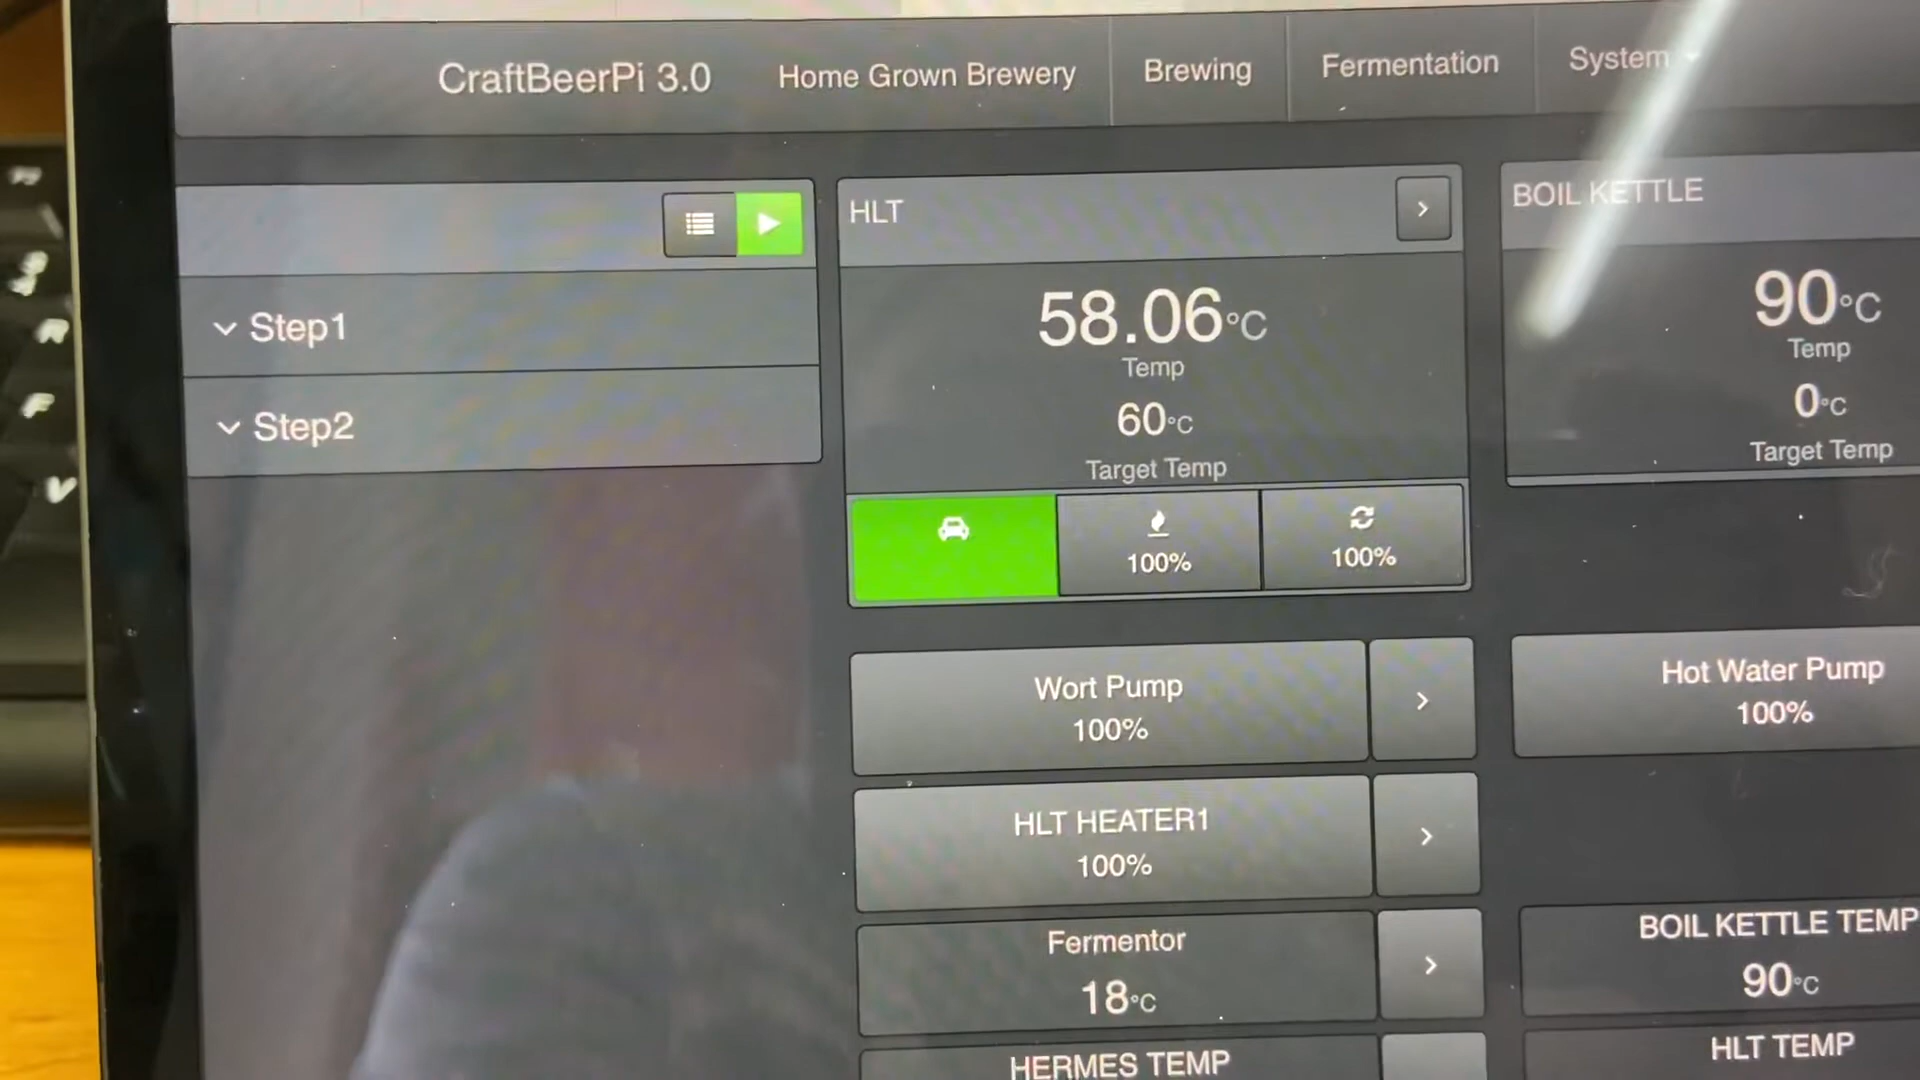 CraftBeerPi 3.0
Home Grown Brewery
Brewing
Fermentation
System
Step1
Step2
HLT
58.06°C
Temp
60°C
Target Temp
100%
100%
BOIL KETTLE
90°C
Temp
0°C
Target Temp
Wort Pump
100%
Hot Water Pump
100%
HLT HEATER1
100%
Fermentor
18°C
BOIL KETTLE TEMP
90°C
HERMES TEMP
HLT TEMP
R
F
V